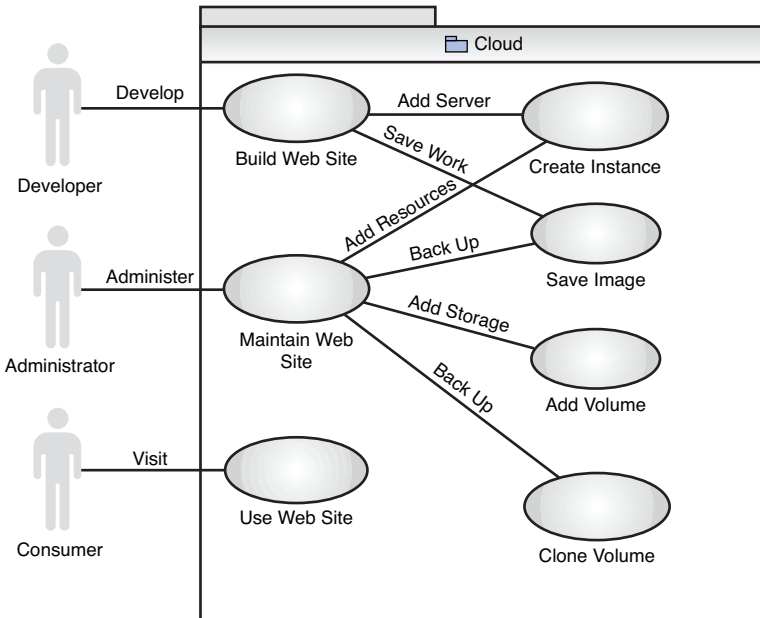 Cloud
Develop
Add Server
Build Web Site
Save Work
Create Instance
Developer
Add Resources
Administer
Back Up
Save Image
Maintain Web
Site
Add Storage
Administrator
Back Up
Add Volume
Visit
Use Web Site
Consumer
Clone Volume